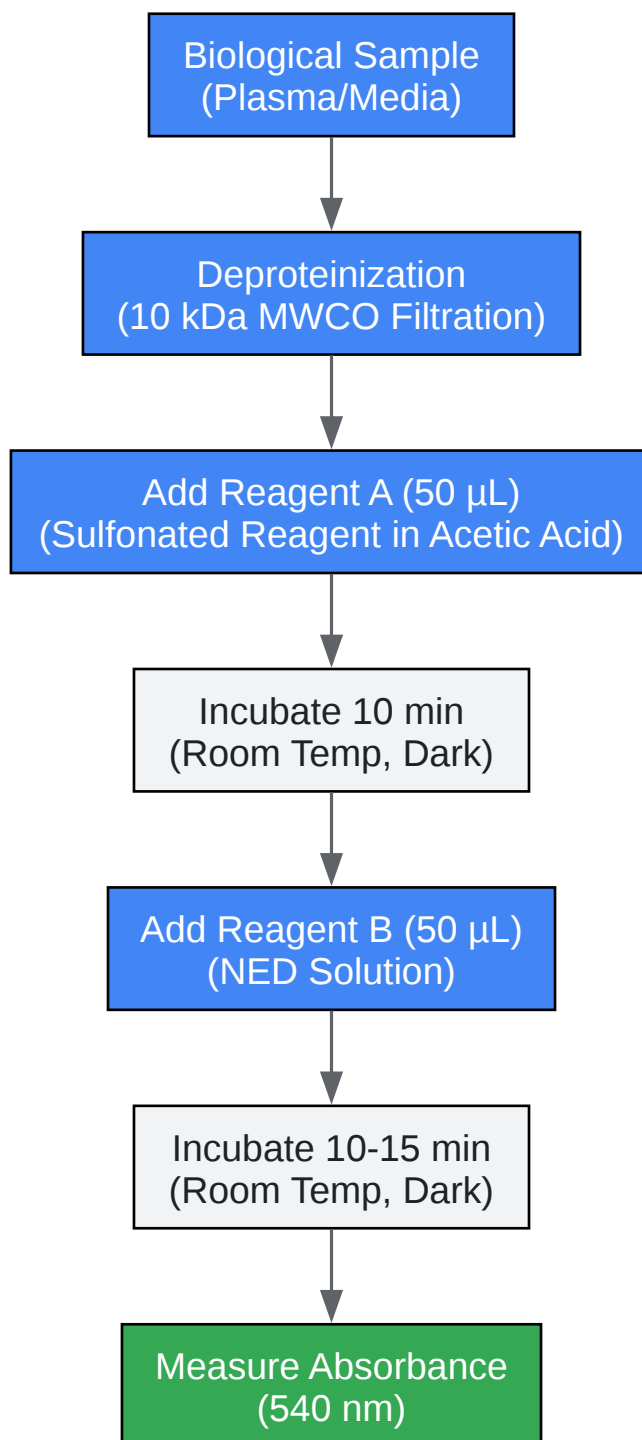 Biological Sample
(Plasma/Media)
Deproteinization
(10 kDa MWCO Filtration)
Add Reagent A (50 µL)
(Sulfonated Reagent in Acetic Acid)
Incubate 10 min
(Room Temp, Dark)
Add Reagent B (50 µL)
(NED Solution)
Incubate 10-15 min
(Room Temp, Dark)
Measure Absorbance
(540 nm)